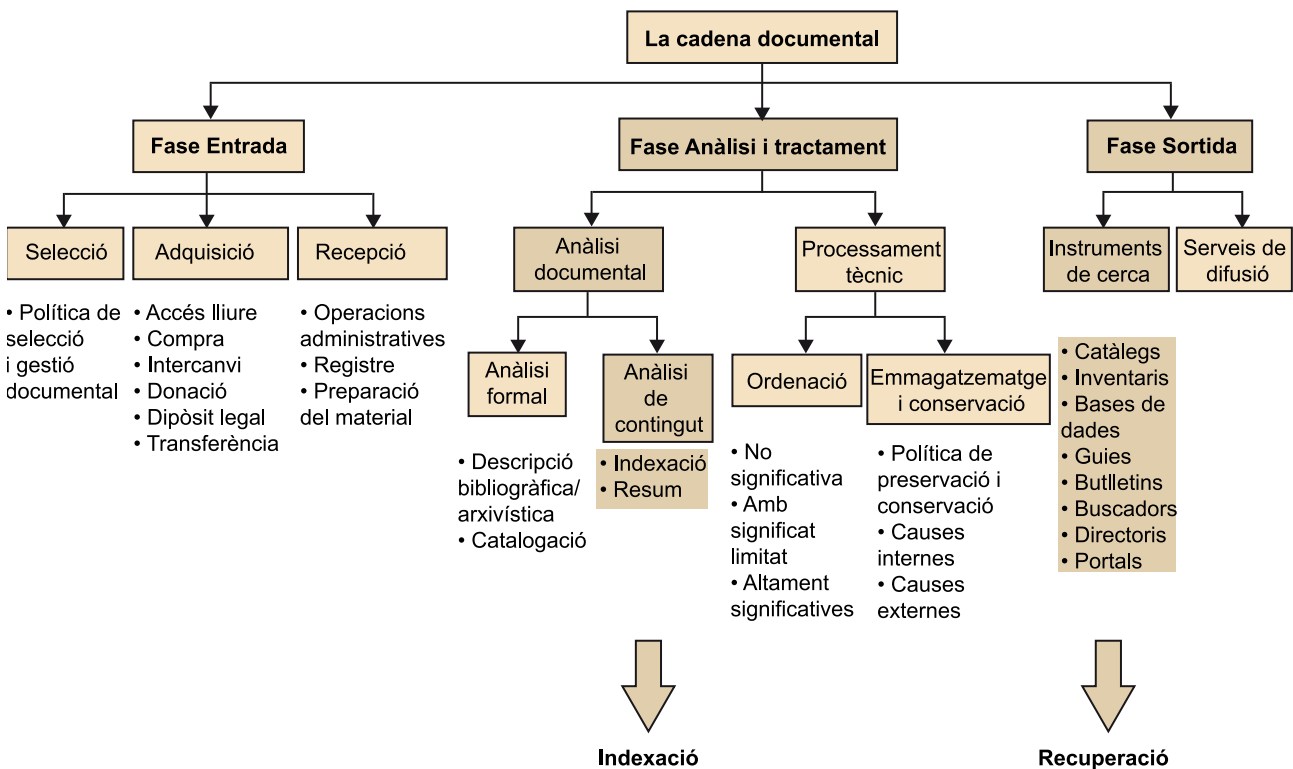 La cadena documental
Fase Entrada
Fase Anàlisi i tractament
Fase Sortida
Selecció
Adquisició
Recepció
Anàlisi
documental
Processament
tècnic
Instruments
de cerca
Serveis de
difusió
• Política de
selecció
i gestió
documental
• Accés lliure
• Compra
• Intercanvi
• Donació
• Dipòsit legal
• Transferència
• Operacions
administratives
• Registre
• Preparació
del material
Anàlisi
formal
Anàlisi
de
contingut
Ordenació
Emmagatzematge
i conservació
• Descripció
bibliogràfica/
arxivística
• Catalogació
• Indexació
• Resum
• No
significativa
• Amb
significat
limitat
• Altament
significatives
• Política de
preservació i
conservació
• Causes
internes
• Causes
externes
• Catàlegs
• Inventaris
• Bases de
dades
• Guies
• Butlletins
• Buscadors
• Directoris
• Portals
Indexació
Recuperació